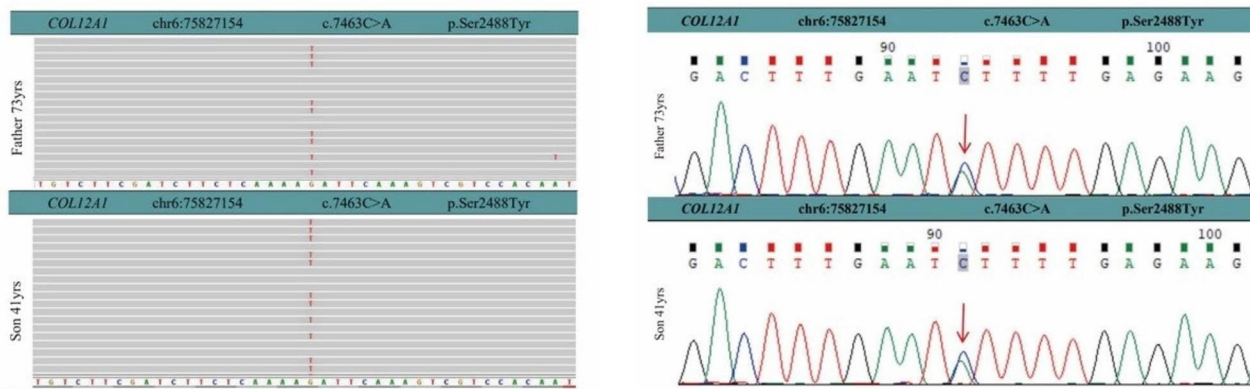 COL12A1 chr6:75827154 c.7463C>A p.Ser2488Tyr
Father 73yrs
T
T
T
T
T
T
T
T T
T
T G T C T T C G A T C T T C T C A A A A G A T T C A A A G T C G T C C A C A A T
COL12A1 chr6:75827154 c.7463C>A p.Ser2488Tyr
Son 41yrs
T
T
T
T
T
T
T
T
T
T
T
T G T C T T C G A T C T T C T C A A A A G A T T C A A A G T C G T C C A C A A T
COL12A1 chr6:75827154 c.7463C>A p.Ser2488Tyr
Father 73yrs
90 100
G A C T T T G A A T C T T T T G A G A A G
COL12A1 chr6:75827154 c.7463C>A p.Ser2488Tyr
Son 41yrs
90 100
G A C T T T G A A T C T T T T G A G A A G